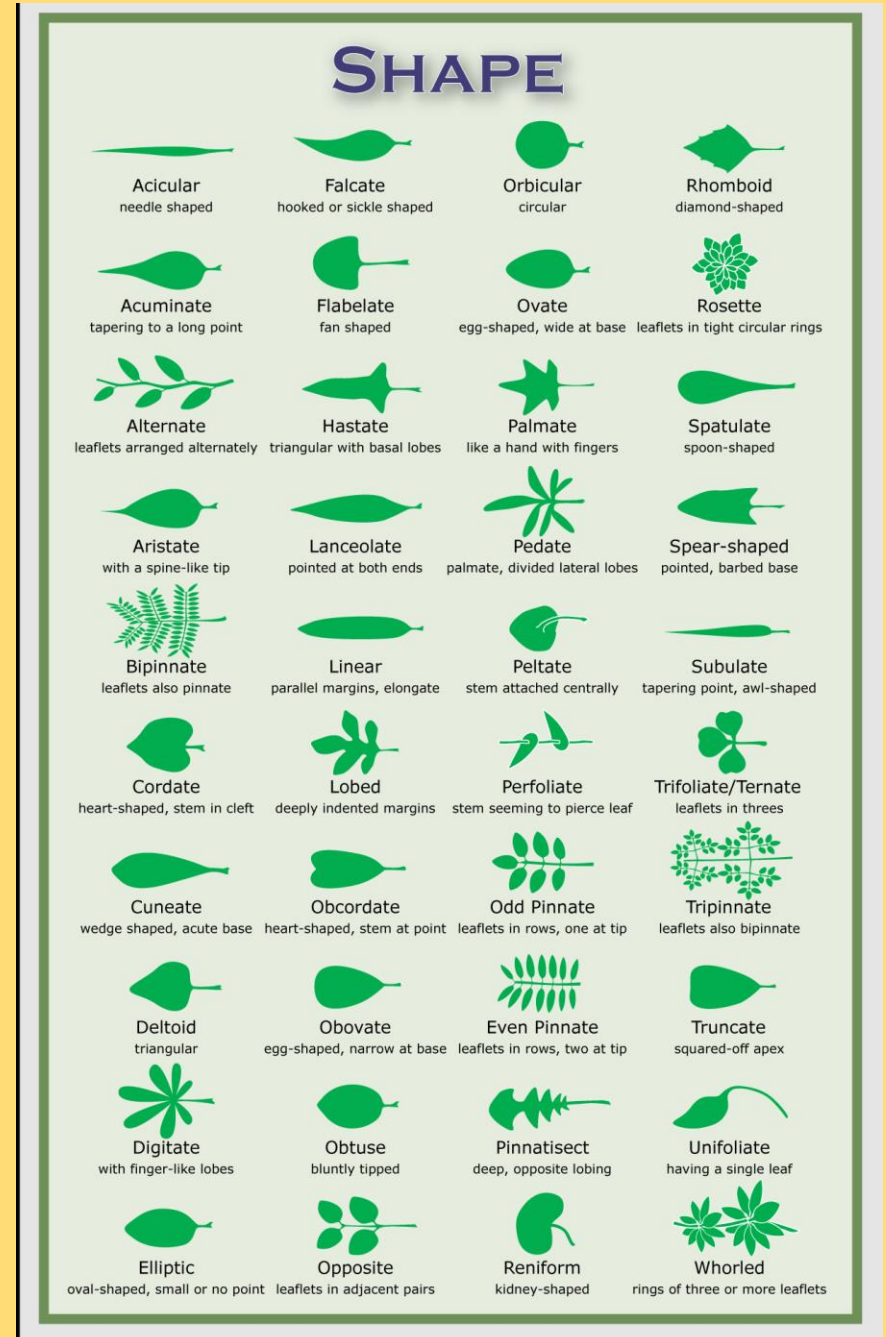 SHAPE
Acicular
needle shaped
Falcate
hooked or sickle shaped
Orbicular
circular
Rhomboid
diamond-shaped
Acuminate
tapering to a long point
Flabelate
fan shaped
Ovate
egg-shaped, wide at base
Rosette
leaflets in tight circular rings
Alternate
leaflets arranged alternately
Hastate
triangular with basal lobes
Palmate
like a hand with fingers
Spatulate
spoon-shaped
Aristate
with a spine-like tip
Lanceolate
pointed at both ends
Pedate
palmate, divided lateral lobes
Spear-shaped
pointed, barbed base
Bipinnate
leaflets also pinnate
Linear
parallel margins, elongate
Peltate
stem attached centrally
Subulate
tapering point, awl-shaped
Cordate
heart-shaped, stem in cleft
Lobed
deeply indented margins
Perfoliate
stem seeming to pierce leaf
Trifoliate/Ternate
leaflets in threes
Cuneate
wedge shaped, acute base
Obcordate
heart-shaped, stem at point
Odd Pinnate
leaflets in rows, one at tip
Tripinnate
leaflets also bipinnate
Deltoid
triangular
Obovate
egg-shaped, narrow at base
Even Pinnate
leaflets in rows, two at tip
Truncate
squared-off apex
Digitate
with finger-like lobes
Obtuse
bluntly tipped
Pinnatisect
deep, opposite lobing
Unifoliate
having a single leaf
Elliptic
oval-shaped, small or no point
Opposite
leaflets in adjacent pairs
Reniform
kidney-shaped
Whorled
rings of three or more leaflets